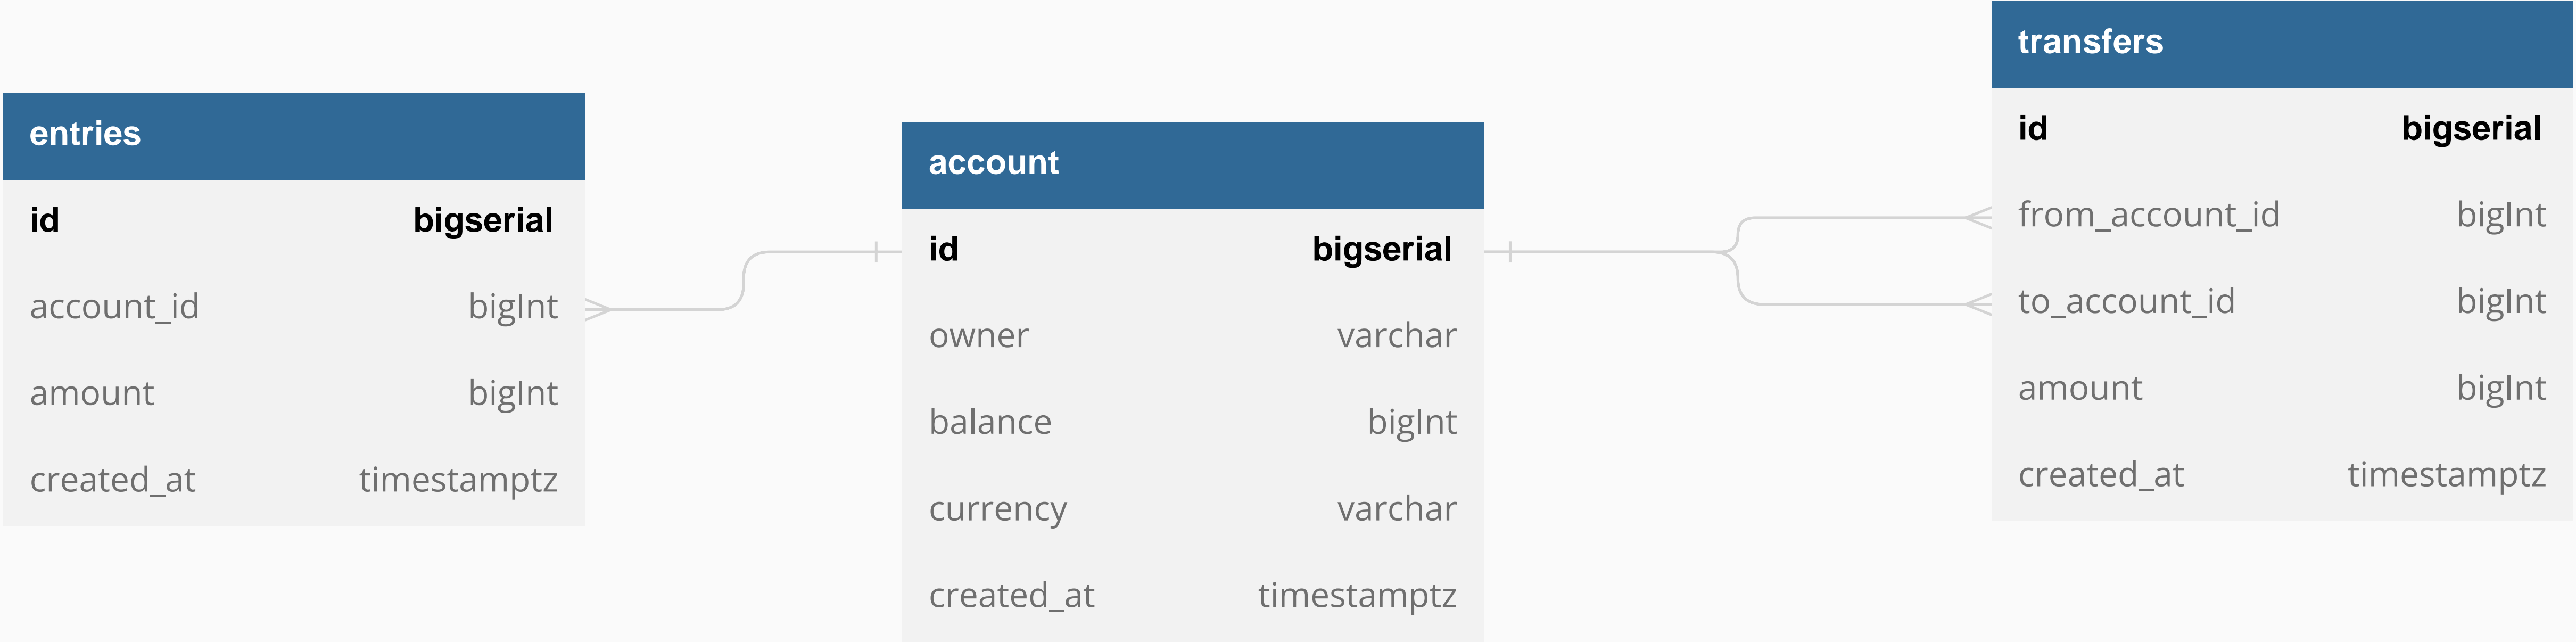 entries
id bigserial
account_id bigInt
amount bigInt
created_at timestamptz
account
id bigserial
owner varchar
balance bigInt
currency varchar
created_at timestamptz
transfers
id bigserial
from_account_id bigInt
to_account_id bigInt
amount bigInt
created_at timestamptz